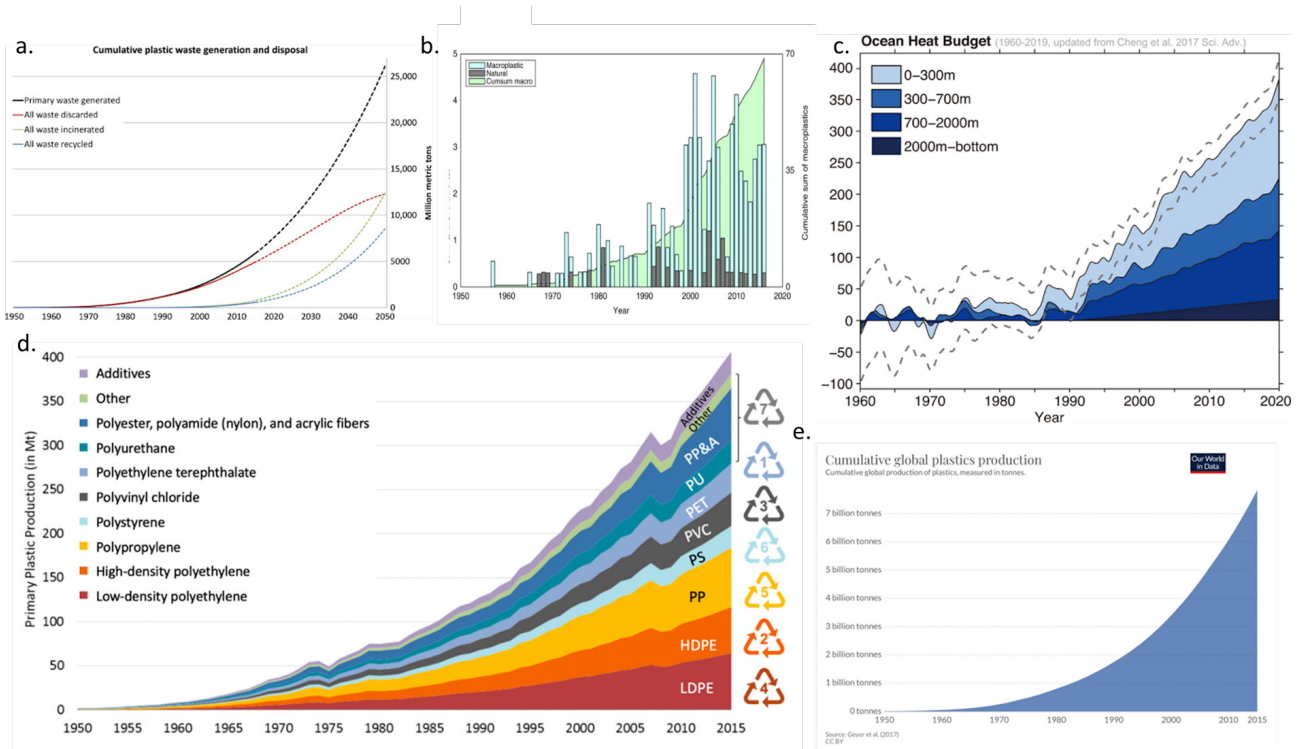 a.
Cumulative plastic waste generation and disposal
Primary waste generated
All waste discarded
All waste incinerated
All waste recycled
25,000
20,000
15,000
10,000
5000
0
Million metric tons
1950 1960 1970 1980 1990 2000 2010 2020 2030 2040 2050
b.
Macroplastic
Natural
Cumsum macro
5
4
3
2
1
0
70
35
0
Cumulative sum of macroplastics
1950 1960 1970 1980 1990 2000 2010 2020
Year
c.
Ocean Heat Budget (1960-2019, updated from Cheng et al. 2017 Sci. Adv.)
0-300m
300-700m
700-2000m
2000m-bottom
400
350
300
250
200
150
100
50
0
-50
-100
1960 1970 1980 1990 2000 2010 2020
Year
d.
Primary Plastic Production (in Mt)
400
350
300
250
200
150
100
50
0
Additives
Other
Polyester, polyamide (nylon), and acrylic fibers
Polyurethane
Polyethylene terephthalate
Polyvinyl chloride
Polystyrene
Polypropylene
High-density polyethylene
Low-density polyethylene
Additives
Other
PP&A
PU
PET
PVC
PS
PP
HDPE
LDPE
7
1
3
6
5
2
4
1950 1955 1960 1965 1970 1975 1980 1985 1990 1995 2000 2005 2010 2015
e.
Cumulative global plastics production
Cumulative global production of plastics, measured in tonnes.
Our World
in Data
7 billion tonnes
6 billion tonnes
5 billion tonnes
4 billion tonnes
3 billion tonnes
2 billion tonnes
1 billion tonnes
0 tonnes
1950 1960 1970 1980 1990 2000 2010 2015
Source: Geyer et al. (2017)
CC BY